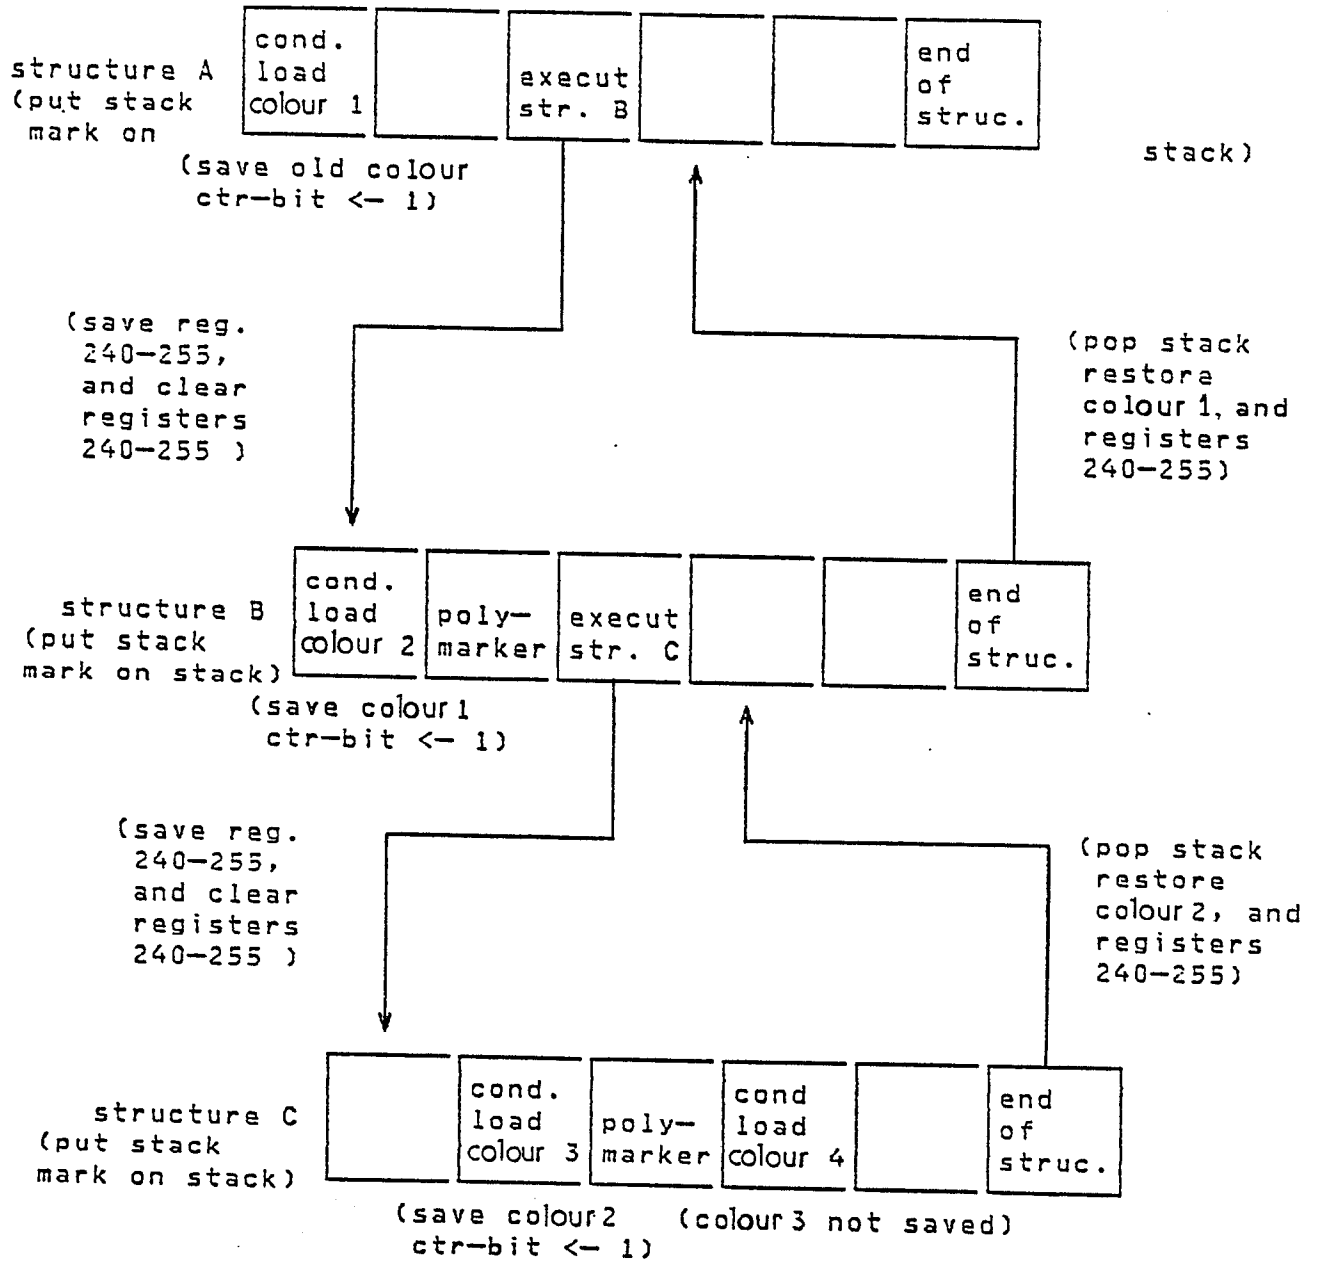 structure A
(put stack
mark on
stack)
cond.
load
colour 1
execut
str. B
end
of
struc.
(save old colour
ctr-bit <- 1)
(save reg.
240-255,
and clear
registers
240-255 )
(pop stack
restore
colour 1, and
registers
240-255)
structure B
(put stack
mark on stack)
cond.
load
colour 2
poly-
marker
execut
str. C
end
of
struc.
(save colour 1
ctr-bit <- 1)
(save reg.
240-255,
and clear
registers
240-255 )
(pop stack
restore
colour 2, and
registers
240-255)
structure C
(put stack
mark on stack)
cond.
load
colour 3
poly-
marker
cond
load
colour 4
end
of
struc.
(save colour 2
ctr-bit <- 1)
(colour 3 not saved)